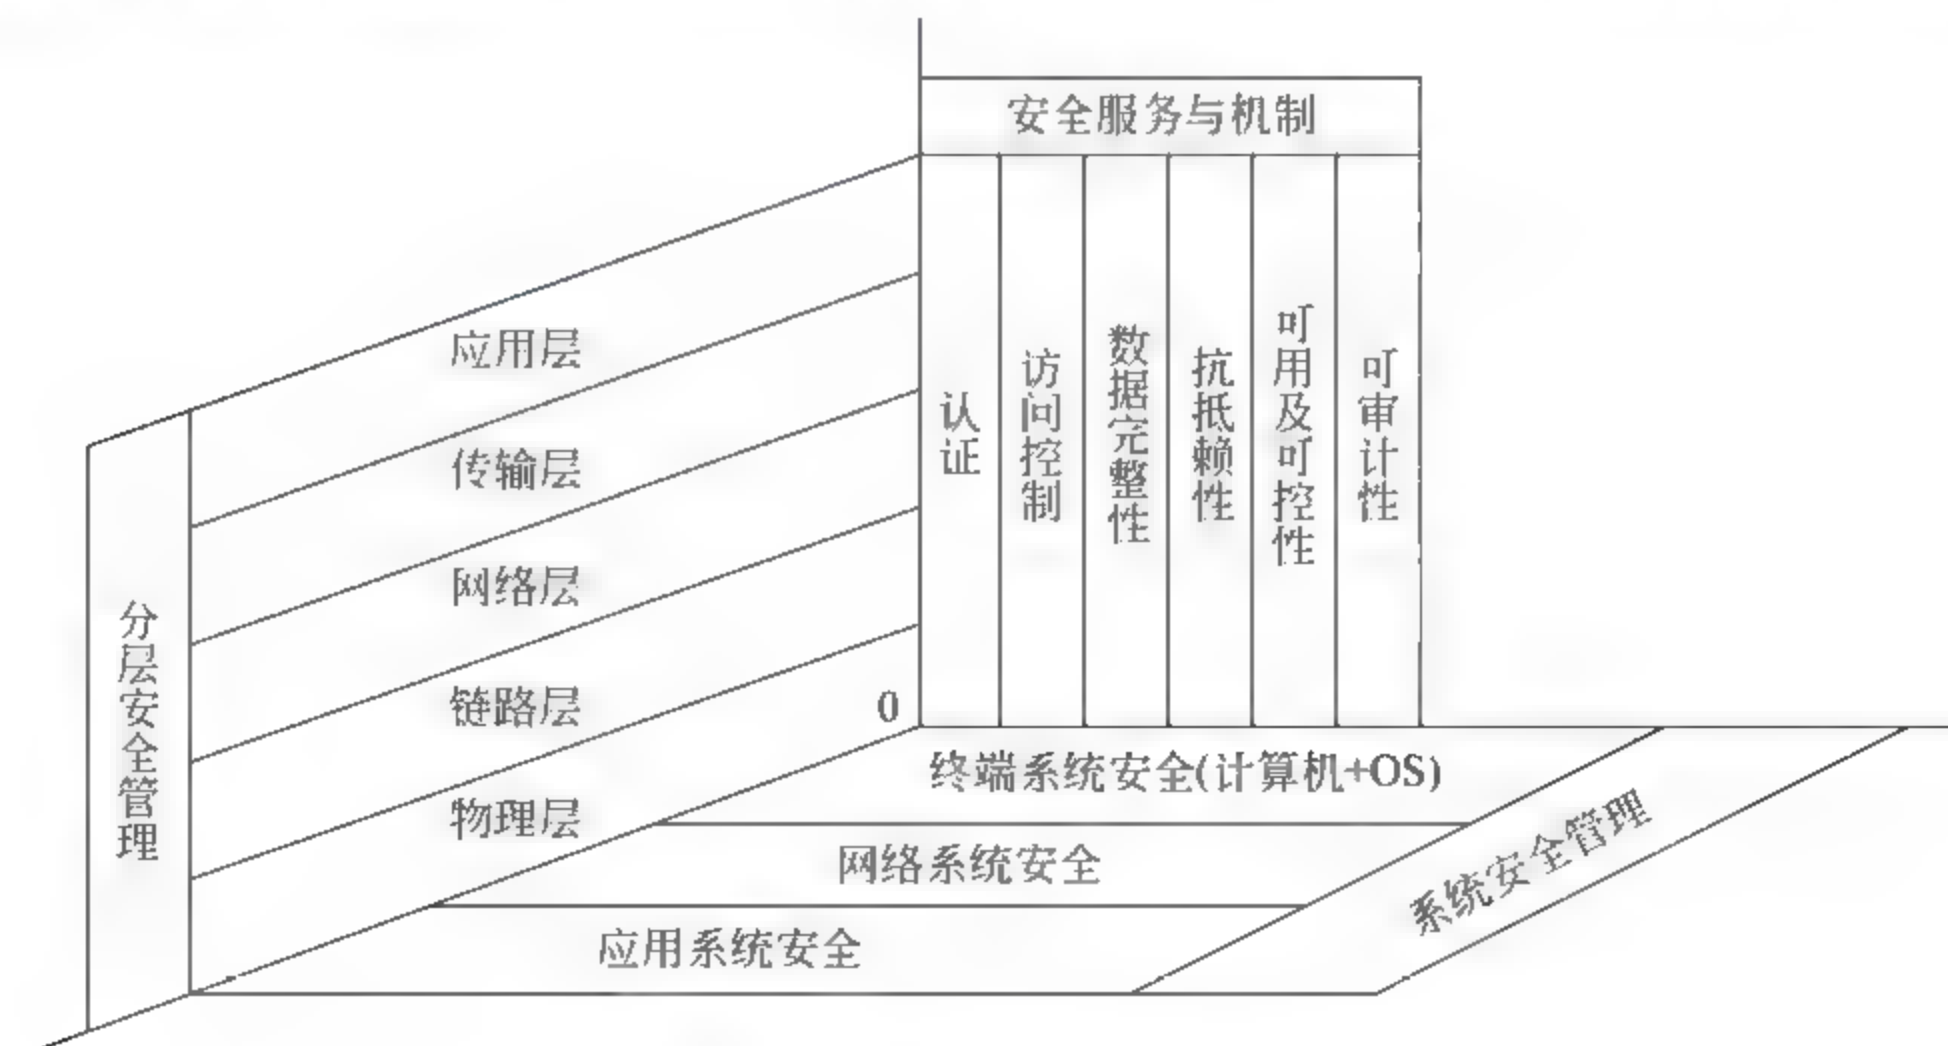 安全服务与机制
应用层
传输层
网络层
链路层
物理层
分层安全管理
认证
访问控制
数据完整性
抗抵赖性
可用及可控性
可审计性
0
终端系统安全(计算机+OS)
网络系统安全
应用系统安全
系统安全管理